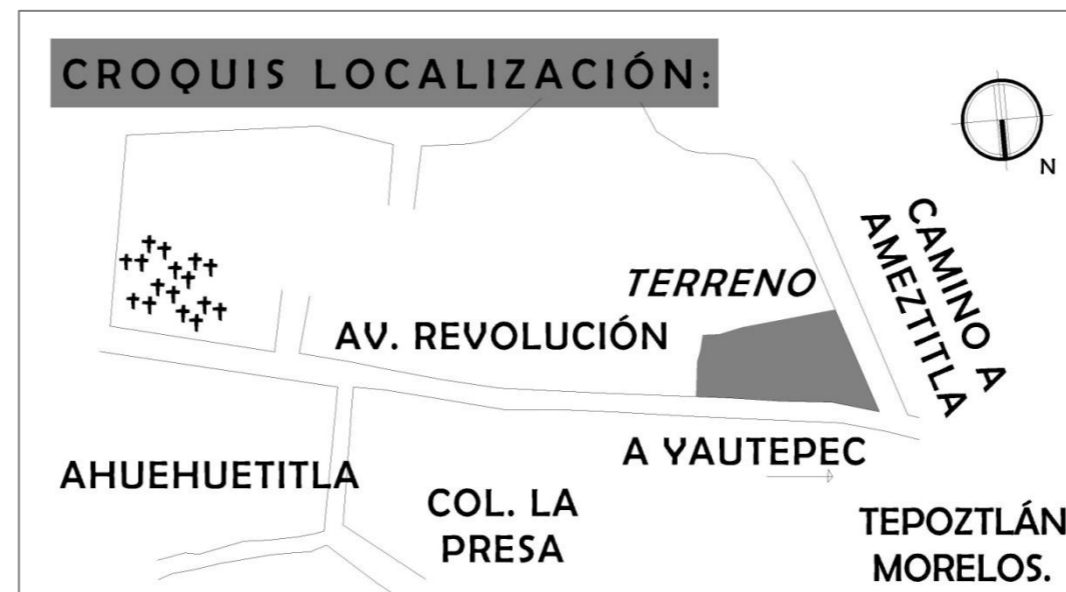 CROQUIS LOCALIZACIÓN:
N
CAMINO A
AMEZTITLA
TERRENO
AV. REVOLUCIÓN
A YAUTEPEC
AHUEHUETITLA
COL. LA
PRESA
TEPOZTLÁN
MORELOS.